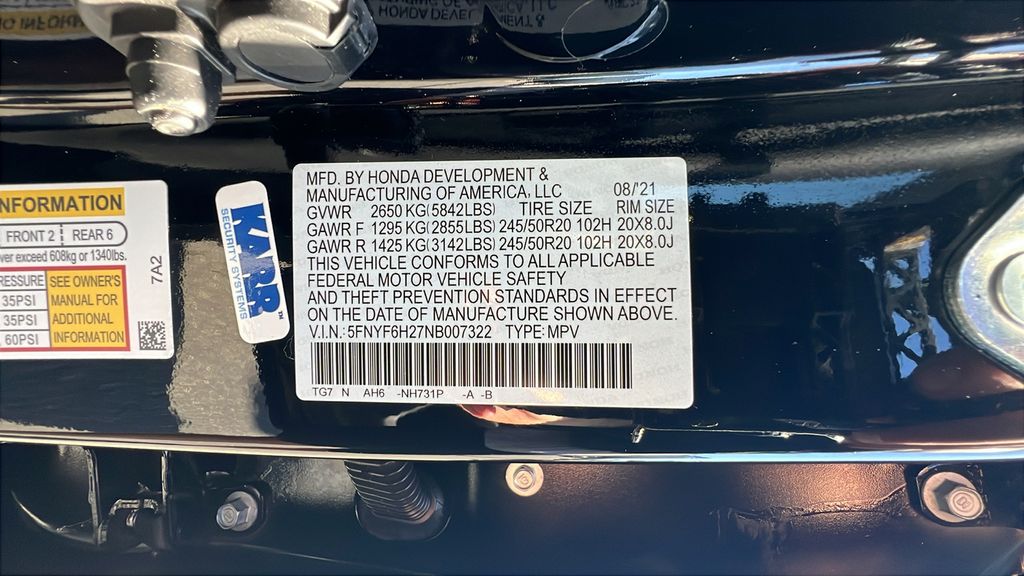 HONDA DEVEL
NFORMATION
FRONT 2 REAR 6
ver exceed 608kg or 1340lbs.
RESSURE
35PSI
35PSI
60PSI
SEE OWNER'S
MANUAL FOR
ADDITIONAL
INFORMATION
7A2
KARR
SECURITY SYSTEMS
MFD. BY HONDA DEVELOPMENT &
MANUFACTURING OF AMERICA, LLC 08/'21
GVWR 2650 KG(5842LBS) TIRE SIZE RIM SIZE
GAWR F 1295 KG(2855LBS) 245/50R20 102H 20X8.0J
GAWR R 1425 KG(3142LBS) 245/50R20 102H 20X8.0J
THIS VEHICLE CONFORMS TO ALL APPLICABLE
FEDERAL MOTOR VEHICLE SAFETY
AND THEFT PREVENTION STANDARDS IN EFFECT
ON THE DATE OF MANUFACTURE SHOWN ABOVE.
V.I.N.: 5FNYF6H27NB007322 TYPE: MPV
TG7 N AH6 -NH731P -A -B